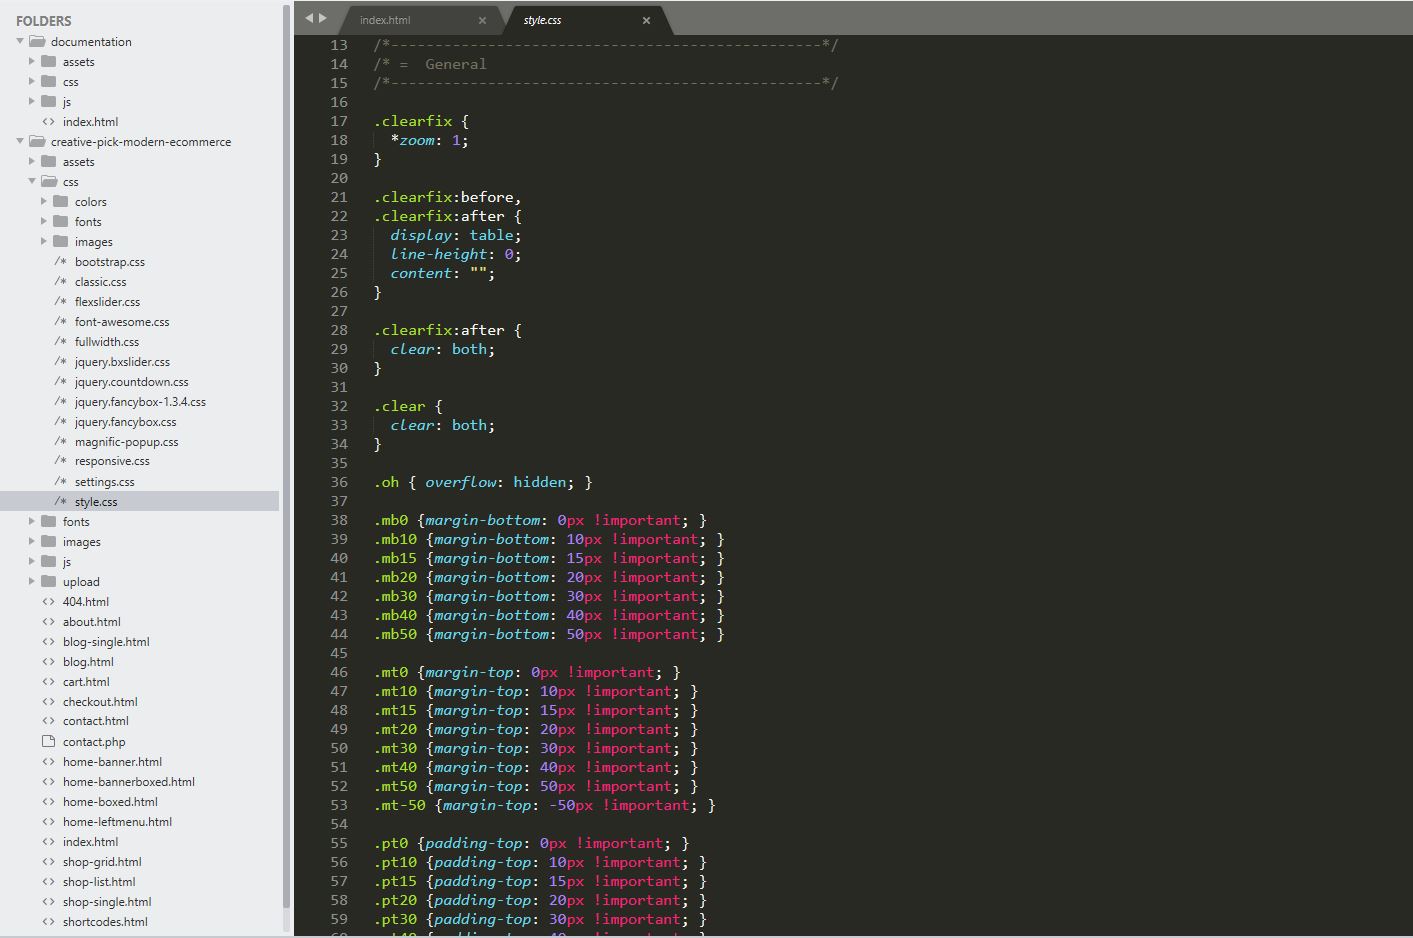 FOLDERS
documentation
assets
css
js
index.html
creative-pick-modern-ecommerce
assets
css
colors
fonts
images
bootstrap.css
classic.css
flexslider.css
font-awesome.css
fullwidth.css
jquery.bxslider.css
jquery.countdown.css
jquery.fancybox-1.3.4.css
jquery.fancybox.css
magnific-popup.css
responsive.css
settings.css
style.css
fonts
images
js
upload
404.html
about.html
blog-single.html
blog.html
cart.html
checkout.html
contact.html
contact.php
home-banner.html
home-bannerboxed.html
home-boxed.html
home-leftmenu.html
index.html
shop-grid.html
shop-list.html
shop-single.html
shortcodes.html
index.html × style.css ×
13 /*-------------------------------------------------*/
14 /* =  General
15 /*-------------------------------------------------*/
16
17 .clearfix {
18   *zoom: 1;
19 }
20
21 .clearfix:before,
22 .clearfix:after {
23   display: table;
24   line-height: 0;
25   content: "";
26 }
27
28 .clearfix:after {
29   clear: both;
30 }
31
32 .clear {
33   clear: both;
34 }
35
36 .oh { overflow: hidden; }
37
38 .mb0 {margin-bottom: 0px !important; }
39 .mb10 {margin-bottom: 10px !important; }
40 .mb15 {margin-bottom: 15px !important; }
41 .mb20 {margin-bottom: 20px !important; }
42 .mb30 {margin-bottom: 30px !important; }
43 .mb40 {margin-bottom: 40px !important; }
44 .mb50 {margin-bottom: 50px !important; }
45
46 .mt0 {margin-top: 0px !important; }
47 .mt10 {margin-top: 10px !important; }
48 .mt15 {margin-top: 15px !important; }
49 .mt20 {margin-top: 20px !important; }
50 .mt30 {margin-top: 30px !important; }
51 .mt40 {margin-top: 40px !important; }
52 .mt50 {margin-top: 50px !important; }
53 .mt-50 {margin-top: -50px !important; }
54
55 .pt0 {padding-top: 0px !important; }
56 .pt10 {padding-top: 10px !important; }
57 .pt15 {padding-top: 15px !important; }
58 .pt20 {padding-top: 20px !important; }
59 .pt30 {padding-top: 30px !important; }